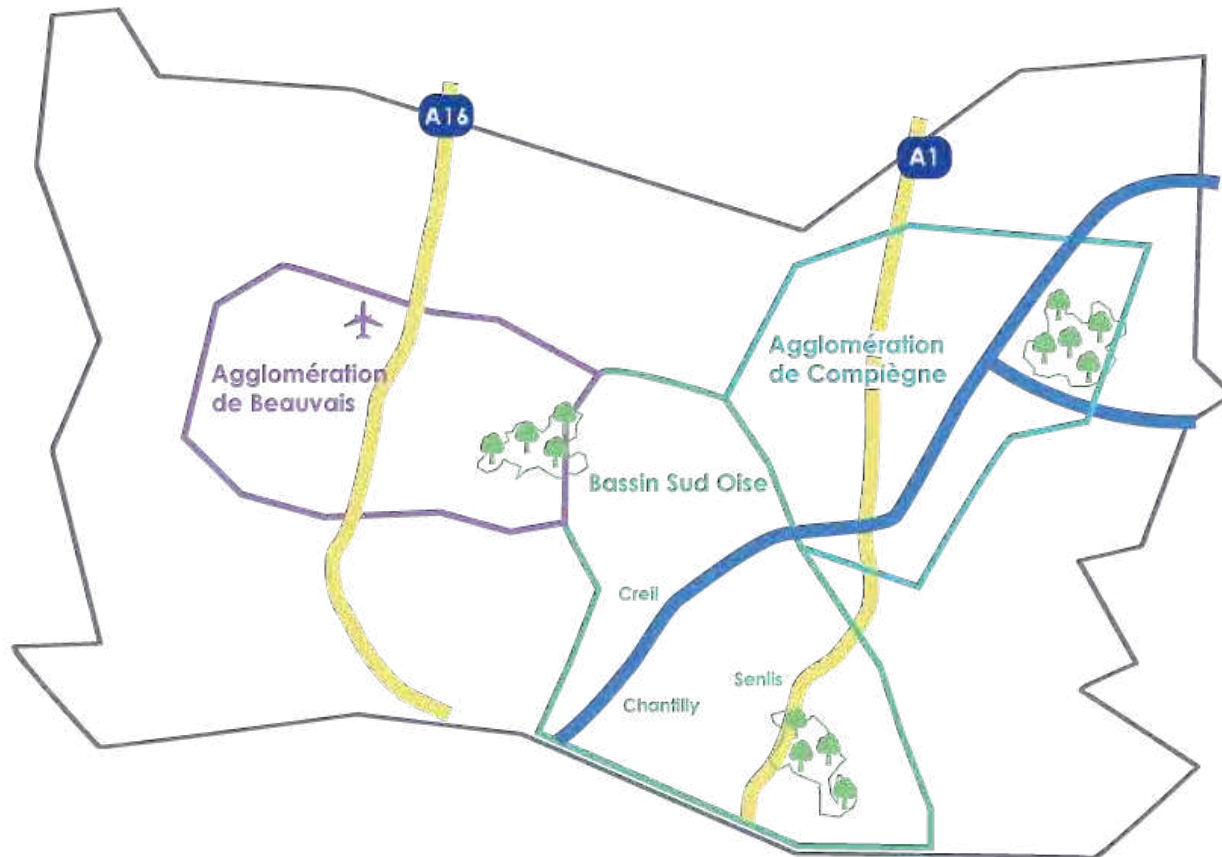 A16
A1
Agglomération
de Beauvais
Agglomération
de Compiègne
Bassin Sud Oise
Creil
Senlis
Chantilly